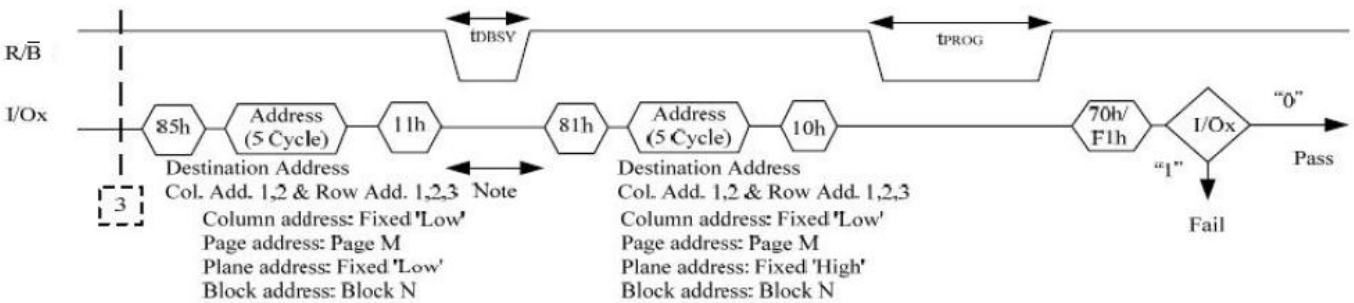 tDBSY
tPROG
R/B̅
I/Ox
85h
Address
(5 Cycle)
11h
81h
Address
(5 Cycle)
10h
70h/
F1h
I/Ox
“0”
Pass
“1”
Fail
3
Note
Destination Address
Col. Add. 1,2 & Row Add. 1,2,3
Column address: Fixed 'Low'
Page address: Page M
Plane address: Fixed 'Low'
Block address: Block N
Destination Address
Col. Add. 1,2 & Row Add. 1,2,3
Column address: Fixed 'Low'
Page address: Page M
Plane address: Fixed 'High'
Block address: Block N